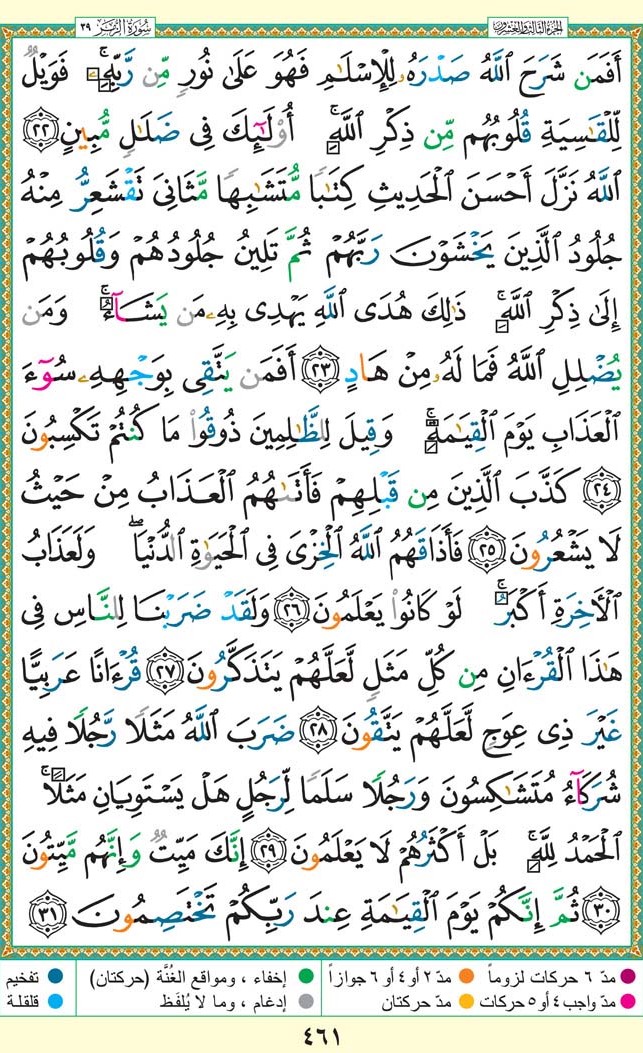 الجزء الثالث والعشرون
سُورَةُ الزُّمَر ٣٩
أَفَمَن شَرَحَ ٱللَّهُ صَدْرَهُۥ لِلْإِسْلَٰمِ فَهُوَ عَلَىٰ نُورٍ مِّن رَّبِّهِۦ ۚ فَوَيْلٌ
لِّلْقَٰسِيَةِ قُلُوبُهُم مِّن ذِكْرِ ٱللَّهِ ۚ أُو۟لَٰٓئِكَ فِى ضَلَٰلٍ مُّبِينٍ ٢٢
ٱللَّهُ نَزَّلَ أَحْسَنَ ٱلْحَدِيثِ كِتَٰبًا مُّتَشَٰبِهًا مَّثَانِىَ تَقْشَعِرُّ مِنْهُ
جُلُودُ ٱلَّذِينَ يَخْشَوْنَ رَبَّهُمْ ثُمَّ تَلِينُ جُلُودُهُمْ وَقُلُوبُهُمْ
إِلَىٰ ذِكْرِ ٱللَّهِ ۚ ذَٰلِكَ هُدَى ٱللَّهِ يَهْدِى بِهِۦ مَن يَشَآءُ ۚ وَمَن
يُضْلِلِ ٱللَّهُ فَمَا لَهُۥ مِنْ هَادٍ ٢٣ أَفَمَن يَتَّقِى بِوَجْهِهِۦ سُوٓءَ
ٱلْعَذَابِ يَوْمَ ٱلْقِيَٰمَةِ ۚ وَقِيلَ لِلظَّٰلِمِينَ ذُوقُوا۟ مَا كُنتُمْ تَكْسِبُونَ
٢٤ كَذَّبَ ٱلَّذِينَ مِن قَبْلِهِمْ فَأَتَىٰهُمُ ٱلْعَذَابُ مِنْ حَيْثُ
لَا يَشْعُرُونَ ٢٥ فَأَذَاقَهُمُ ٱللَّهُ ٱلْخِزْىَ فِى ٱلْحَيَوٰةِ ٱلدُّنْيَا ۖ وَلَعَذَابُ
ٱلْءَاخِرَةِ أَكْبَرُ ۚ لَوْ كَانُوا۟ يَعْلَمُونَ ٢٦ وَلَقَدْ ضَرَبْنَا لِلنَّاسِ فِى
هَٰذَا ٱلْقُرْءَانِ مِن كُلِّ مَثَلٍ لَّعَلَّهُمْ يَتَذَكَّرُونَ ٢٧ قُرْءَانًا عَرَبِيًّا
غَيْرَ ذِى عِوَجٍ لَّعَلَّهُمْ يَتَّقُونَ ٢٨ ضَرَبَ ٱللَّهُ مَثَلًا رَّجُلًا فِيهِ
شُرَكَآءُ مُتَشَٰكِسُونَ وَرَجُلًا سَلَمًا لِّرَجُلٍ هَلْ يَسْتَوِيَانِ مَثَلًا ۚ
ٱلْحَمْدُ لِلَّهِ ۚ بَلْ أَكْثَرُهُمْ لَا يَعْلَمُونَ ٢٩ إِنَّكَ مَيِّتٌ وَإِنَّهُم مَّيِّتُونَ
٣٠ ثُمَّ إِنَّكُمْ يَوْمَ ٱلْقِيَٰمَةِ عِندَ رَبِّكُمْ تَخْتَصِمُونَ ٣١
مدّ ٦ حركات لزوماً مدّ ٢ أو ٤ أو ٦ جوازاً إخفاء ، ومواقع الغُنَّة (حركتان) تفخيم
مدّ واجب ٤ أو ٥ حركات مدّ حركتان إدغام ، وما لا يُلفَظ قلقلة
٤٦١